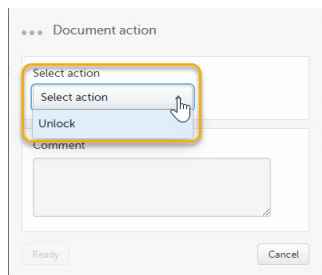 Document action
Select action
Select action
Unlock
Comment
Ready
Cancel